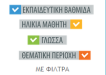 ΕΚΠΑΙΔΕΥΤΙΚΗ ΒΑΘΜΙΔΑ
ΗΛΙΚΙΑ ΜΑΘΗΤΗ
ΓΛΩΣΣΑ
ΘΕΜΑΤΙΚΗ ΠΕΡΙΟΧΗ
ΜΕ ΦΙΛΤΡΑ